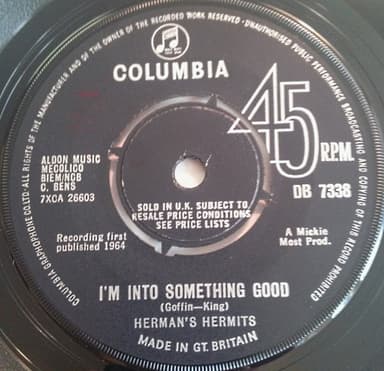 ALL RIGHTS OF THE MANUFACTURER AND OF THE OWNER OF THE RECORDED WORK RESERVED · UNAUTHORISED PUBLIC PERFORMANCE BROADCASTING AND COPYING OF THIS RECORD PROHIBITED
COLUMBIA GRAPHOPHONE CO. LTD.
COLUMBIA
45 R.P.M.
ALDON MUSIC
MECOLICO
BIEM/NCB
C. BENS
7XCA 26603
DB 7338
SOLD IN U.K. SUBJECT TO
RESALE PRICE CONDITIONS
SEE PRICE LISTS
Recording first
published 1964
A Mickie
Most Prod.
I'M INTO SOMETHING GOOD
(Goffin—King)
HERMAN'S HERMITS
MADE IN GT. BRITAIN